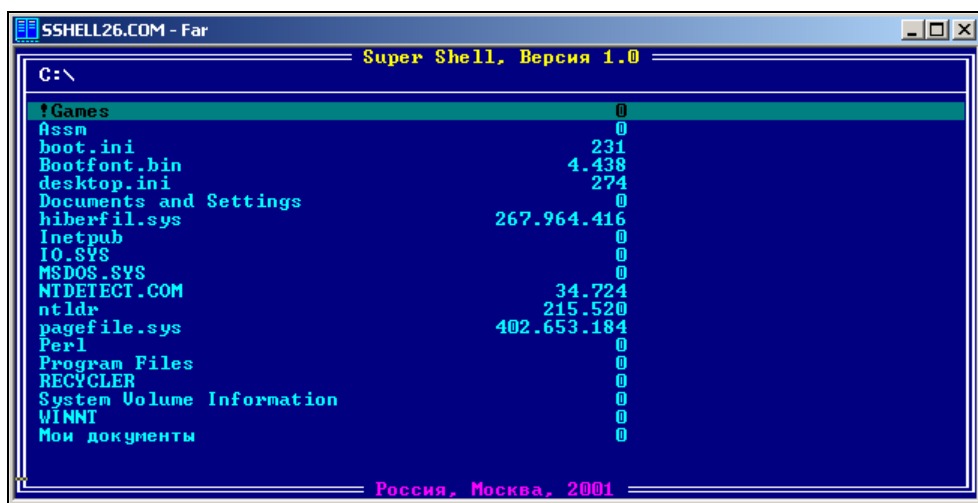 SSHELL26.COM - Far
Super Shell, Версия 1.0
C:\
!Games 0
Assm 0
boot.ini 231
Bootfont.bin 4.438
desktop.ini 274
Documents and Settings 0
hiberfil.sys 267.964.416
Inetpub 0
IO.SYS 0
MSDOS.SYS 0
NTDETECT.COM 34.724
ntldr 215.520
pagefile.sys 402.653.184
Perl 0
Program Files 0
RECYCLER 0
System Volume Information 0
WINNT 0
Мои документы 0
Россия, Москва, 2001